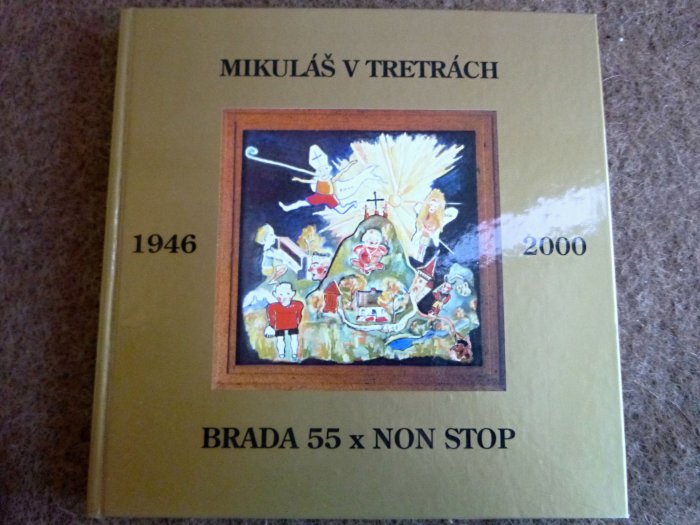 MIKULÁŠ V TRETRÁCH
1946
2000
BRADA 55 x NON STOP